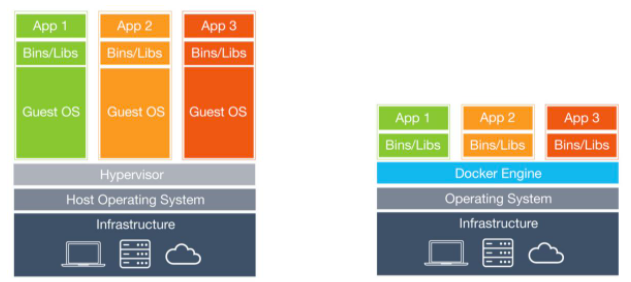 App 1
App 2
App 3
Bins/Libs
Bins/Libs
Bins/Libs
Guest OS
Guest OS
Guest OS
Hypervisor
Host Operating System
Infrastructure
App 1
App 2
App 3
Bins/Libs
Bins/Libs
Bins/Libs
Docker Engine
Operating System
Infrastructure